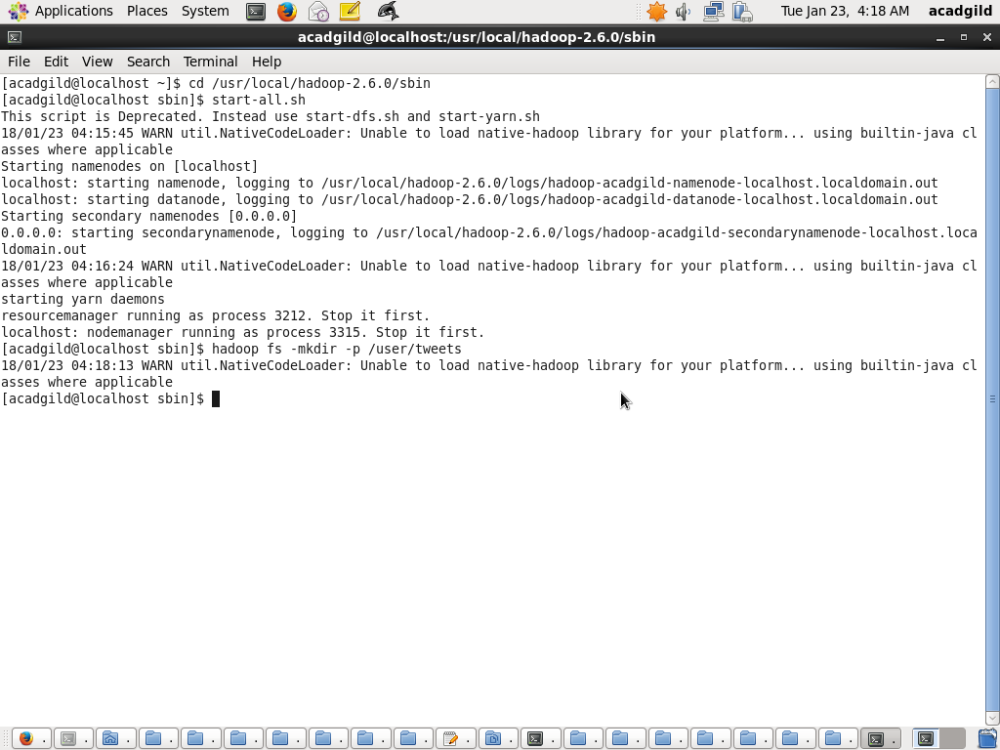 Applications Places System Tue Jan 23, 4:18 AM acadgild
acadgild@localhost:/usr/local/hadoop-2.6.0/sbin
File Edit View Search Terminal Help
[acadgild@localhost ~]$ cd /usr/local/hadoop-2.6.0/sbin
[acadgild@localhost sbin]$ start-all.sh
This script is Deprecated. Instead use start-dfs.sh and start-yarn.sh
18/01/23 04:15:45 WARN util.NativeCodeLoader: Unable to load native-hadoop library for your platform... using builtin-java cl
asses where applicable
Starting namenodes on [localhost]
localhost: starting namenode, logging to /usr/local/hadoop-2.6.0/logs/hadoop-acadgild-namenode-localhost.localdomain.out
localhost: starting datanode, logging to /usr/local/hadoop-2.6.0/logs/hadoop-acadgild-datanode-localhost.localdomain.out
Starting secondary namenodes [0.0.0.0]
0.0.0.0: starting secondarynamenode, logging to /usr/local/hadoop-2.6.0/logs/hadoop-acadgild-secondarynamenode-localhost.loca
ldomain.out
18/01/23 04:16:24 WARN util.NativeCodeLoader: Unable to load native-hadoop library for your platform... using builtin-java cl
asses where applicable
starting yarn daemons
resourcemanager running as process 3212. Stop it first.
localhost: nodemanager running as process 3315. Stop it first.
[acadgild@localhost sbin]$ hadoop fs -mkdir -p /user/tweets
18/01/23 04:18:13 WARN util.NativeCodeLoader: Unable to load native-hadoop library for your platform... using builtin-java cl
asses where applicable
[acadgild@localhost sbin]$